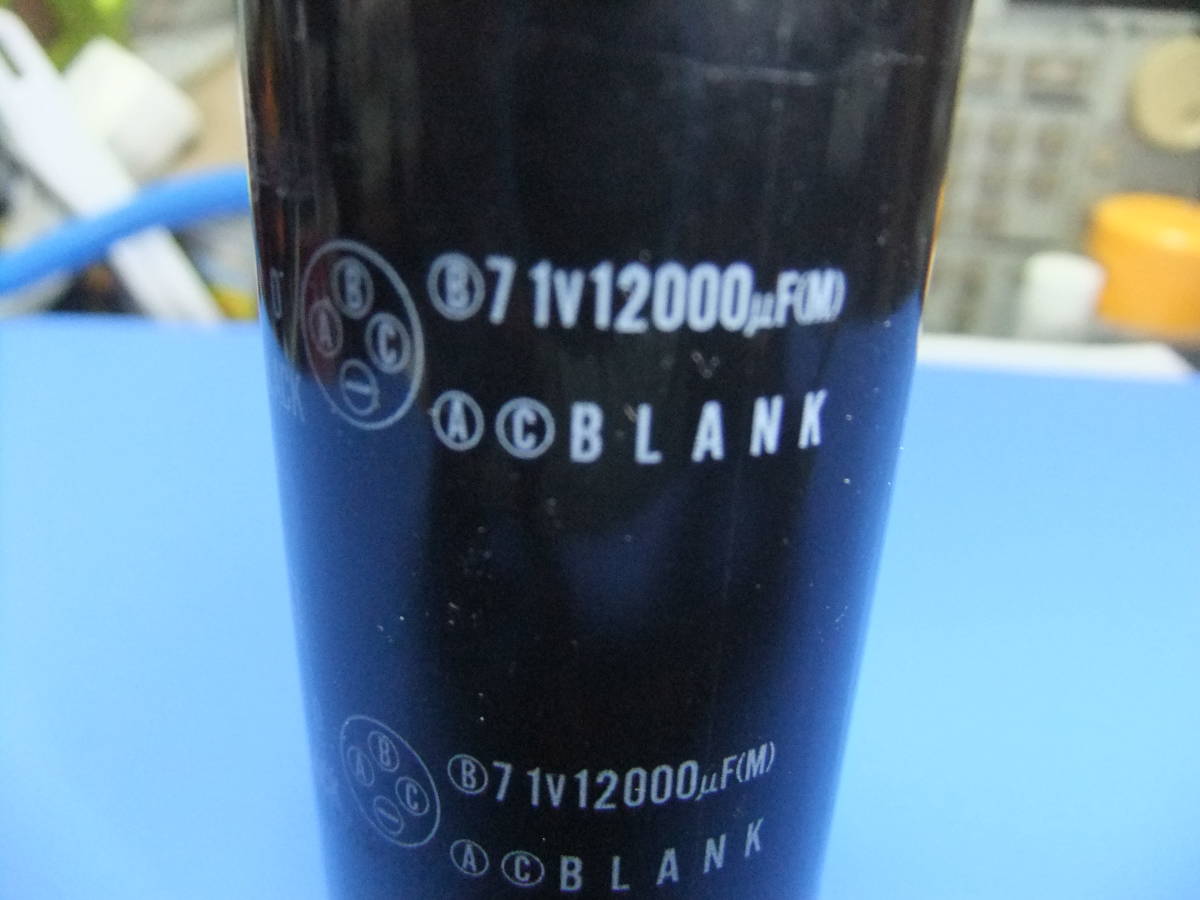 Ⓑ71V12000μF(M)
ⒶⒸBLANK
Ⓑ
Ⓐ Ⓒ
⊖
Ⓑ71V12000μF(M)
ⒶⒸBLANK
Ⓑ
Ⓐ Ⓒ
⊖